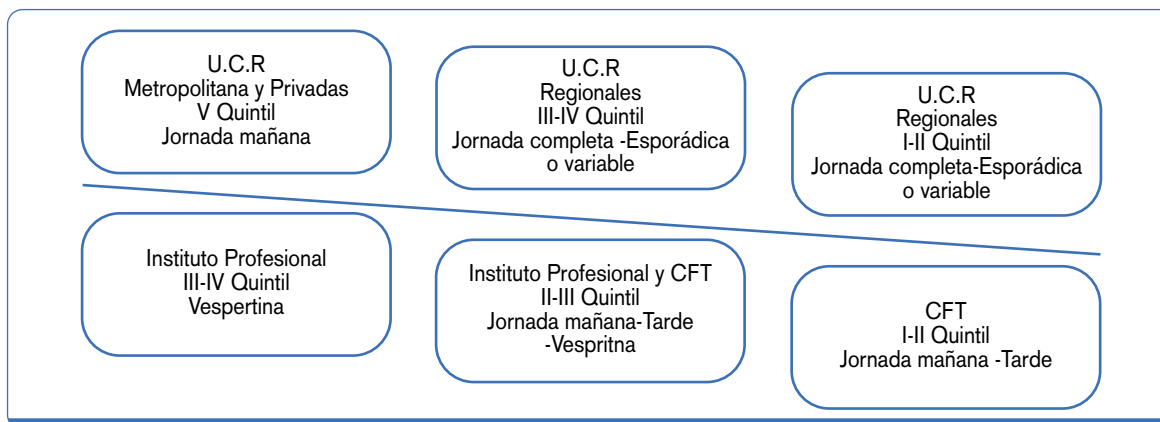 U.C.R
Metropolitana y Privadas
V Quintil
Jornada mañana
U.C.R
Regionales
III-IV Quintil
Jornada completa -Esporádica
o variable
U.C.R
Regionales
I-II Quintil
Jornada completa-Esporádica
o variable
Instituto Profesional
III-IV Quintil
Vespertina
Instituto Profesional y CFT
II-III Quintil
Jornada mañana-Tarde
-Vespritna
CFT
I-II Quintil
Jornada mañana -Tarde